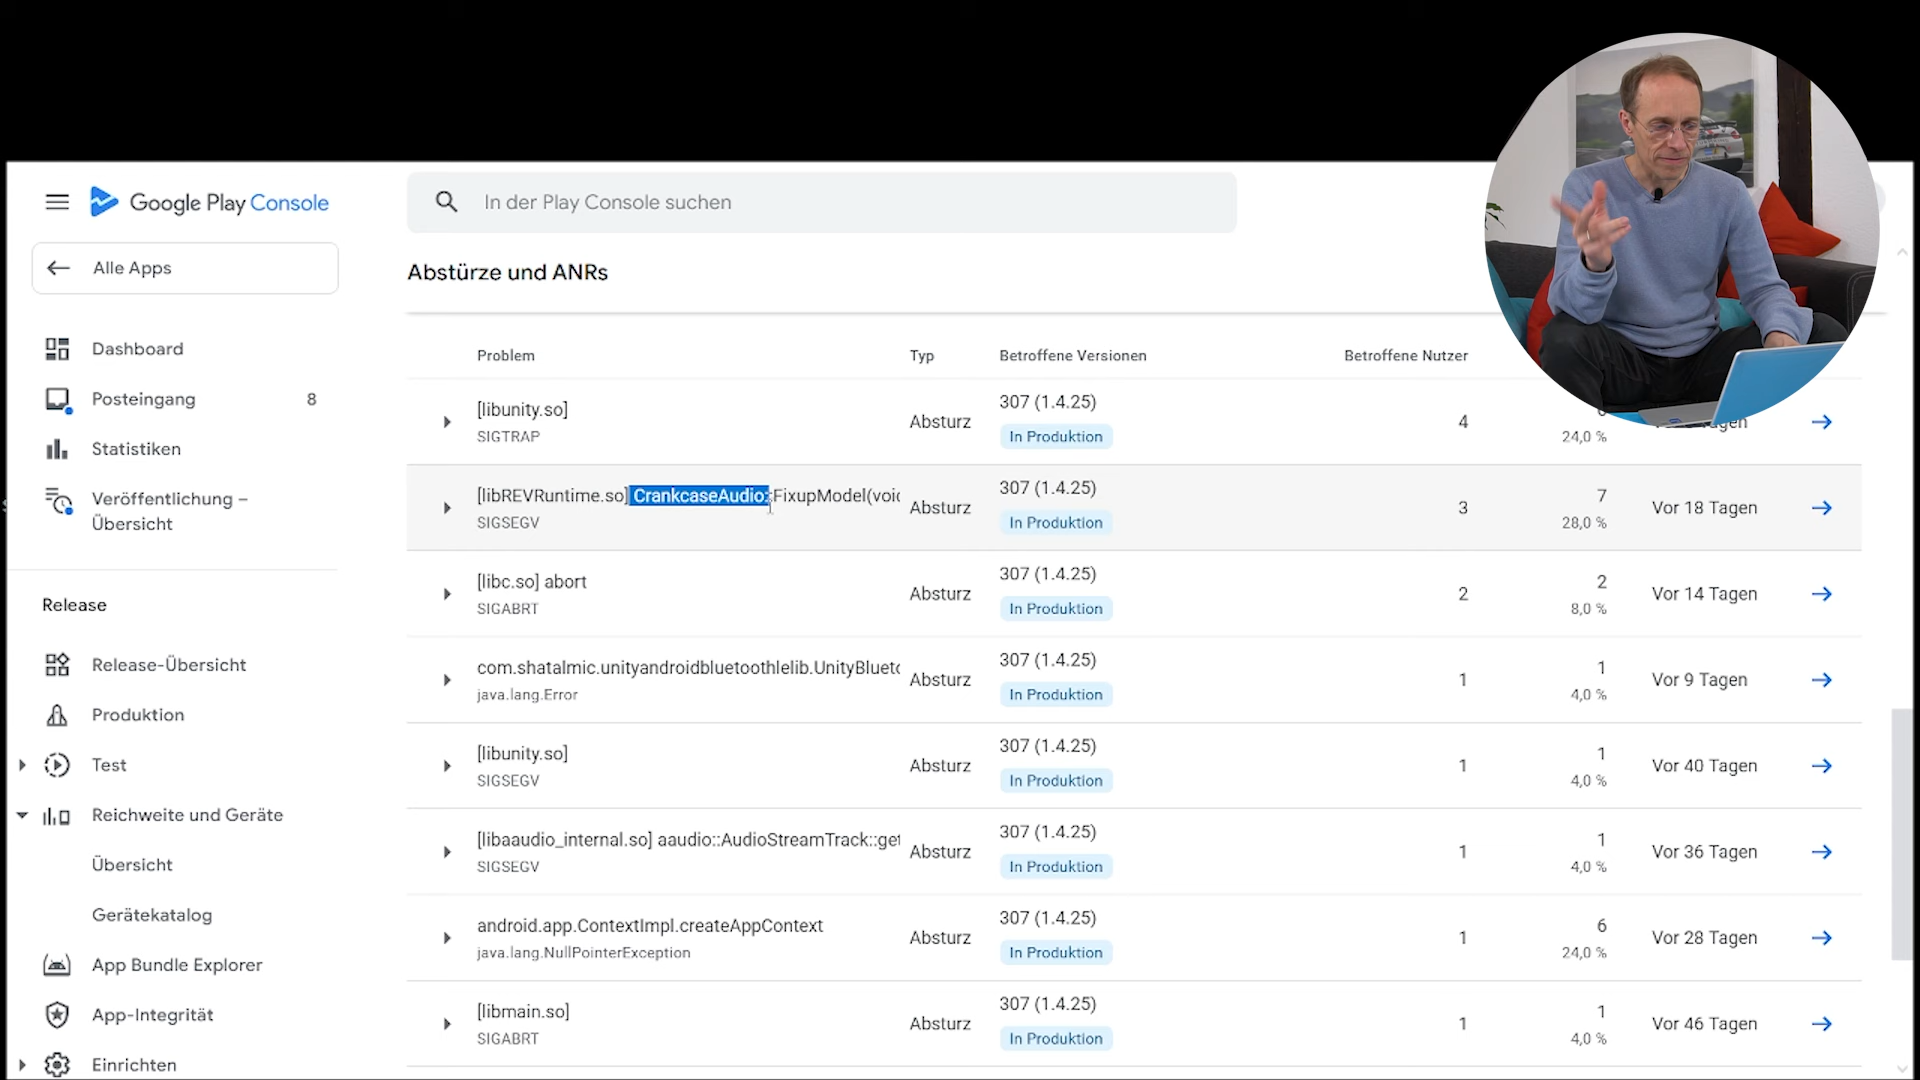 Google Play Console
In der Play Console suchen
Alle Apps
Abstürze und ANRs
Dashboard
Posteingang 8
Statistiken
Veröffentlichung –
Übersicht
Release
Release-Übersicht
Produktion
Test
Reichweite und Geräte
Übersicht
Gerätekatalog
App Bundle Explorer
App-Integrität
Einrichten
Problem Typ Betroffene Versionen Betroffene Nutzer
[libunity.so] 307 (1.4.25)
Absturz 4
SIGTRAP In Produktion 24,0 %
[libREVRuntime.so] CrankcaseAudio::FixupModel(voic 307 (1.4.25) 7
Absturz 3 Vor 18 Tagen
SIGSEGV In Produktion 28,0 %
[libc.so] abort 307 (1.4.25) 2
Absturz 2 Vor 14 Tagen
SIGABRT In Produktion 8,0 %
com.shatalmic.unityandroidbluetoothlelib.UnityBluetc 307 (1.4.25) 1
Absturz 1 Vor 9 Tagen
java.lang.Error In Produktion 4,0 %
[libunity.so] 307 (1.4.25) 1
Absturz 1 Vor 40 Tagen
SIGSEGV In Produktion 4,0 %
[libaaudio_internal.so] aaudio::AudioStreamTrack::get 307 (1.4.25) 1
Absturz 1 Vor 36 Tagen
SIGSEGV In Produktion 4,0 %
android.app.ContextImpl.createAppContext 307 (1.4.25) 6
Absturz 1 Vor 28 Tagen
java.lang.NullPointerException In Produktion 24,0 %
[libmain.so] 307 (1.4.25) 1
Absturz 1 Vor 46 Tagen
SIGABRT In Produktion 4,0 %